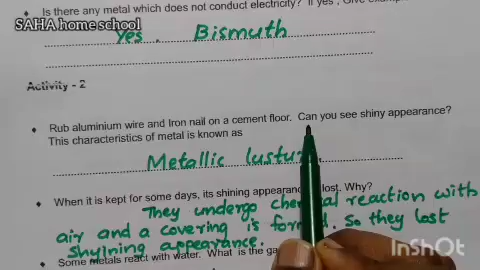 Is there any metal which does not conduct electricity? If yes, Give
SAHA home school
Yes. Bismuth
Activity - 2
Rub aluminium wire and Iron nail on a cement floor. Can you see shiny appearance?
This characteristics of metal is known as
Metallic
When it is kept for some days, its shining appearance lost. Why?
They undergo chemical reaction with
air and a covering is formed. So they lost
shyining appearance.
Some metals react with water. What is the
InShot